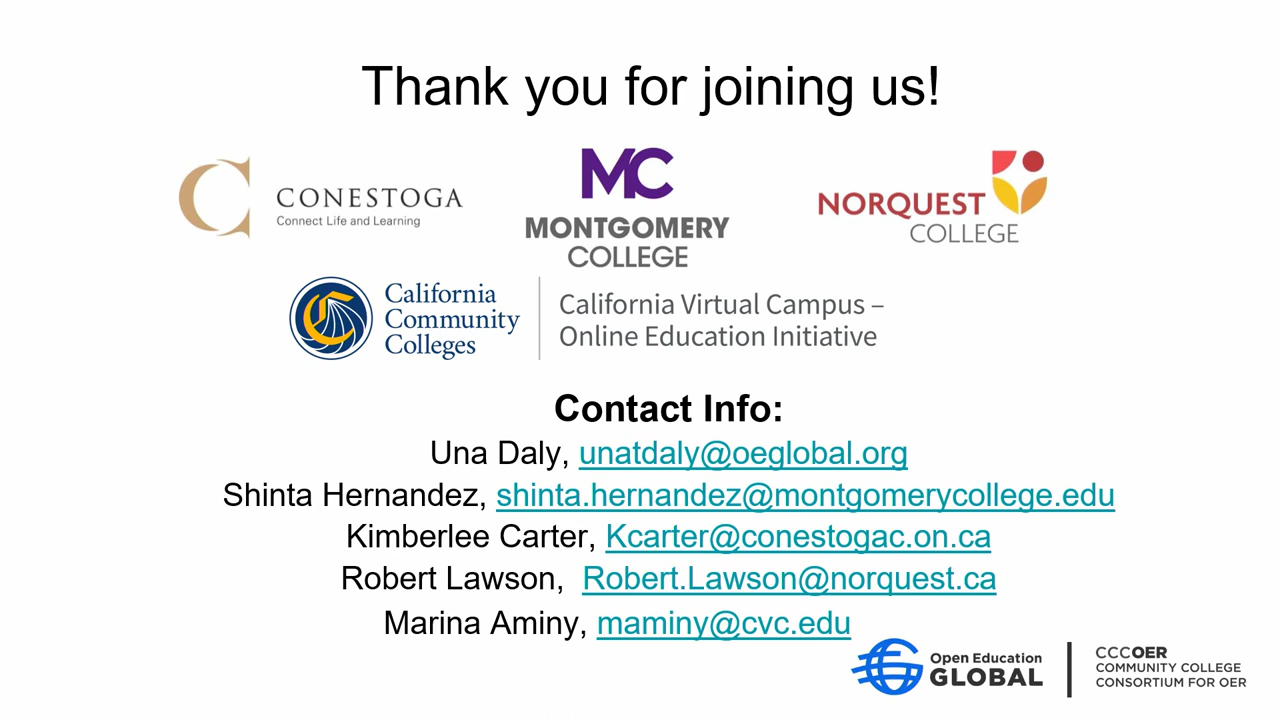 Thank you for joining us!
CONESTOGA
Connect Life and Learning
MC
MONTGOMERY
COLLEGE
NORQUEST
COLLEGE
California
Community
Colleges
California Virtual Campus –
Online Education Initiative
Contact Info:
Una Daly, unatdaly@oeglobal.org
Shinta Hernandez, shinta.hernandez@montgomerycollege.edu
Kimberlee Carter, Kcarter@conestogac.on.ca
Robert Lawson, Robert.Lawson@norquest.ca
Marina Aminy, maminy@cvc.edu
Open Education
GLOBAL
CCCOER
COMMUNITY COLLEGE
CONSORTIUM FOR OER